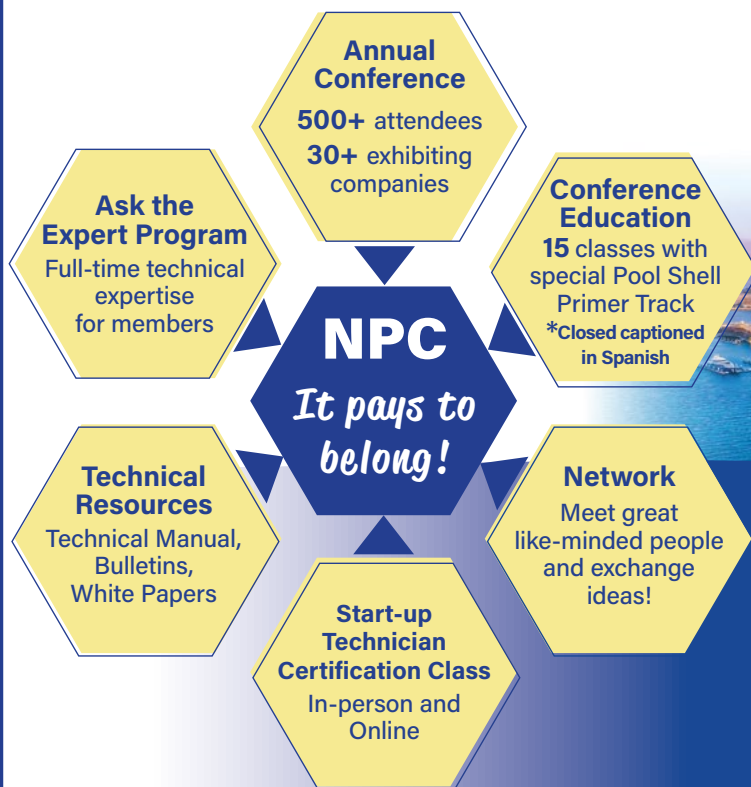 Annual
Conference
500+ attendees
30+ exhibiting
companies
Ask the
Expert Program
Full-time technical
expertise
for members
Conference
Education
15 classes with
special Pool Shell
Primer Track
*Closed captioned
in Spanish
NPC
It pays to
belong!
Technical
Resources
Technical Manual,
Bulletins,
White Papers
Network
Meet great
like-minded people
and exchange
ideas!
Start-up
Technician
Certification Class
In-person and
Online